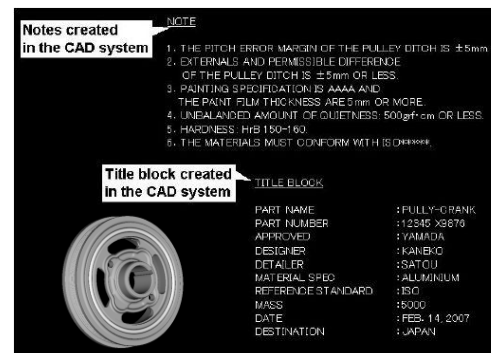 Notes created
in the CAD system
NOTE
1. THE PITCH ERROR MARGIN OF THE PULLEY DITCH IS ±5mm
2. EXTERNALS AND PERMISSIBLE DIFFERENCE
OF THE PULLEY DITCH IS ±5mm OR LESS.
3. PAINTING SPECIFICATION IS AAAA AND
THE PAINT FILM THICKNESS ARE 5mm OR MORE.
4. UNBALANCED AMOUNT OF QUIETNESS: 500grf·cm OR LESS.
5. HARDNESS: HrB 150-160.
6. THE MATERIALS MUST CONFORM WITH ISO******.
Title block created
in the CAD system
TITLE BLOCK
PART NAME : PULLY-CRANK
PART NUMBER : 12345 X9876
APPROVED : YAMADA
DESIGNER : KANEKO
DETAILER : SATOU
MATERIAL SPEC : ALUMINIUM
REFERENCE STANDARD : ISO
MASS : 5000
DATE : FEB. 14, 2007
DESTINATION : JAPAN